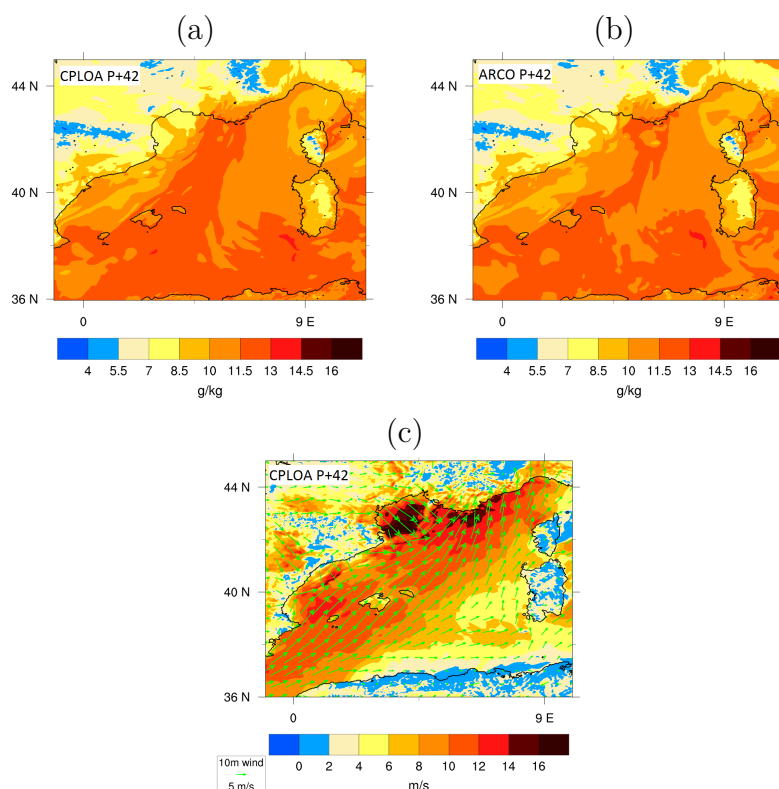 (a)
(b)
CPLOA P+42
ARCO P+42
44 N
44 N
40 N
40 N
36 N
36 N
0
9 E
0
9 E
4 5.5 7 8.5 10 11.5 13 14.5 16
4 5.5 7 8.5 10 11.5 13 14.5 16
g/kg
g/kg
(c)
CPLOA P+42
44 N
40 N
36 N
0
9 E
0 2 4 6 8 10 12 14 16
10m wind
5 m/s
m/s